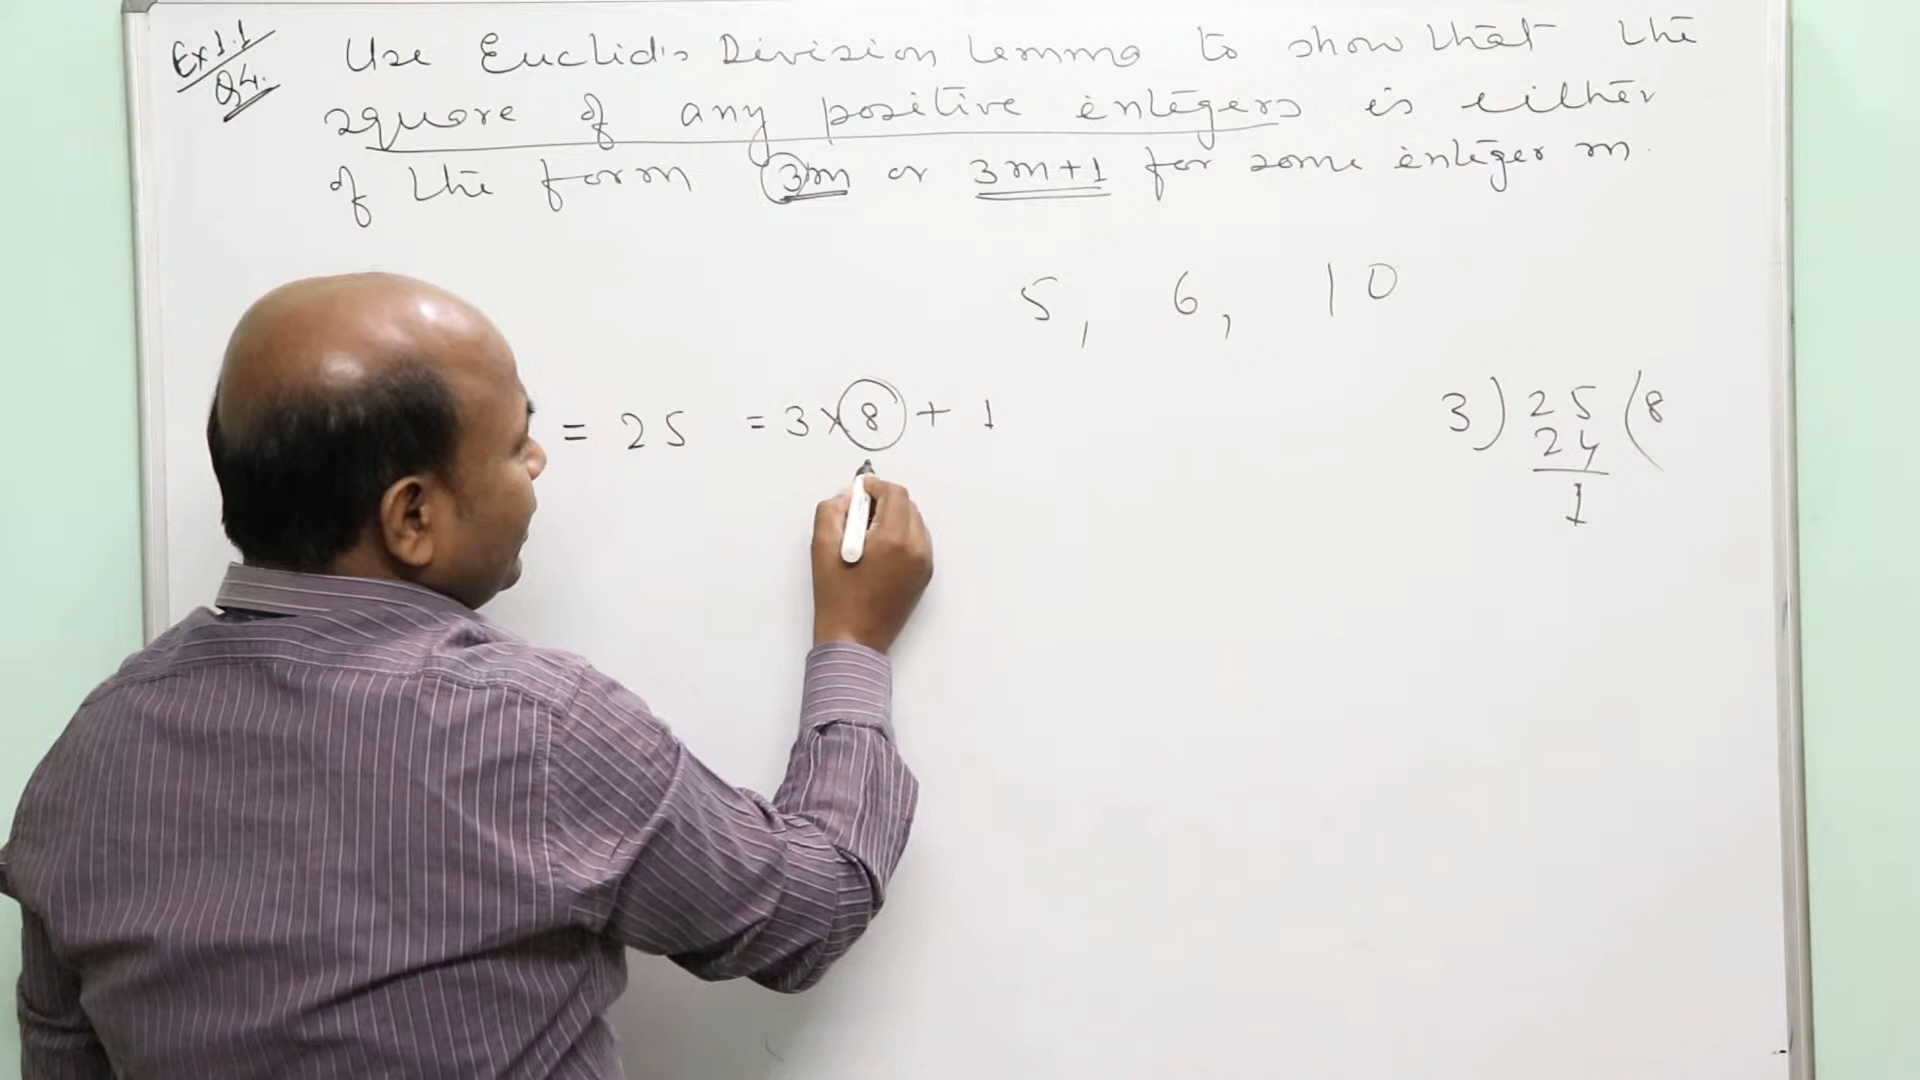 Ex 1.1
Q4.
Use Euclid's Division Lemma to show that the
square of any positive integers is either
of the form 3m or 3m+1 for some integer m.
5, 6, 10
= 25 = 3×8 + 1
3) 25 (8
24
1